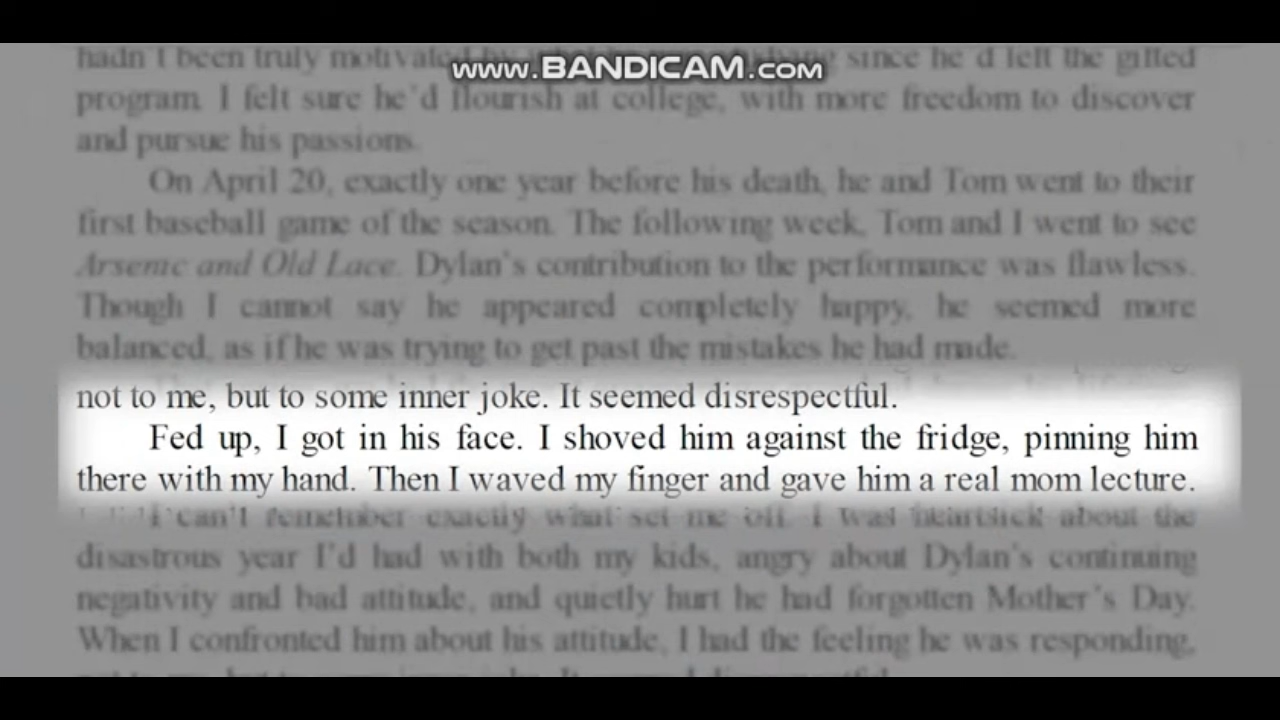 hadn't been truly motivated since he'd left the gifted
www.BANDICAM.com
program. I felt sure he'd flourish at college, with more freedom to discover
and pursue his passions.
On April 20, exactly one year before his death, he and Tom went to their
first baseball game of the season. The following week, Tom and I went to see
Arsenic and Old Lace. Dylan's contribution to the performance was flawless.
Though I cannot say he appeared completely happy, he seemed more
balanced, as if he was trying to get past the mistakes he had made.
not to me, but to some inner joke. It seemed disrespectful.
Fed up, I got in his face. I shoved him against the fridge, pinning him
there with my hand. Then I waved my finger and gave him a real mom lecture.
I can't remember exactly what set me off. I was heartsick about the
disastrous year I'd had with both my kids, angry about Dylan's continuing
negativity and bad attitude, and quietly hurt he had forgotten Mother's Day.
When I confronted him about his attitude, I had the feeling he was responding,